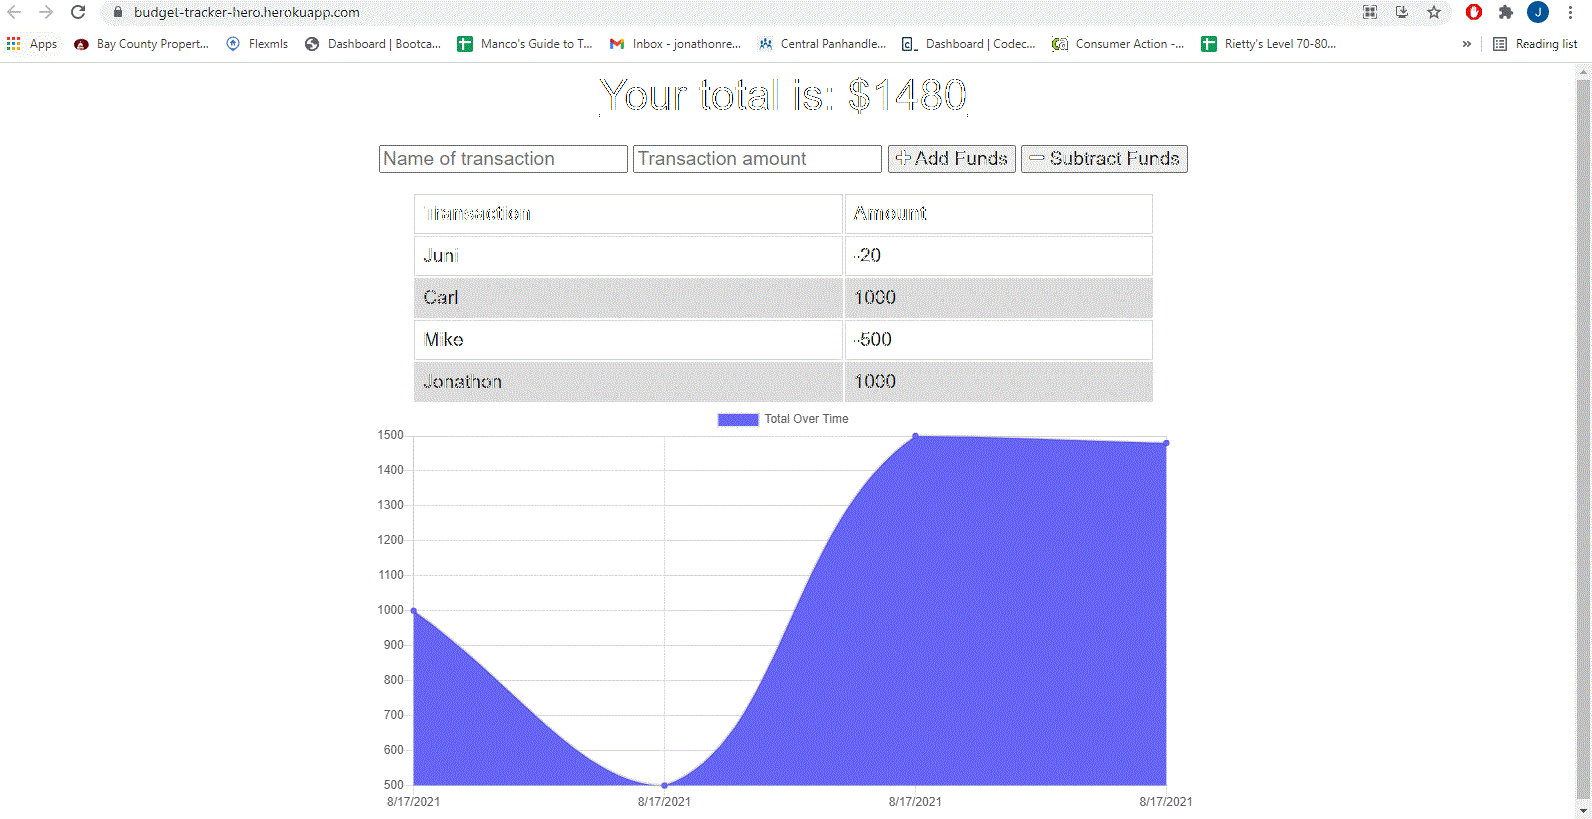 budget-tracker-hero.herokuapp.com
J
Apps Bay County Propert... Flexmls Dashboard | Bootca... Manco's Guide to T... Inbox - jonathonre... Central Panhandle... Dashboard | Codec... Consumer Action -... Rietty's Level 70-80... » Reading list
Your total is: $1480
Name of transaction Transaction amount + Add Funds − Subtract Funds
Transaction Amount
Juni -20
Carl 1000
Mike -500
Jonathon 1000
Total Over Time
1500
1400
1300
1200
1100
1000
900
800
700
600
500
8/17/2021 8/17/2021 8/17/2021 8/17/2021